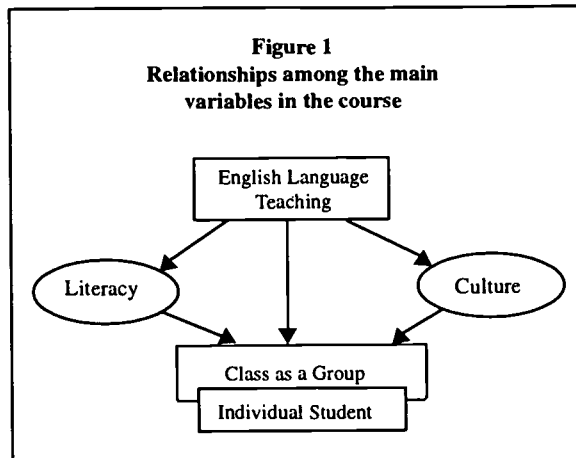 Figure 1
Relationships among the main
variables in the course
English Language
Teaching
Literacy
Culture
Class as a Group
Individual Student